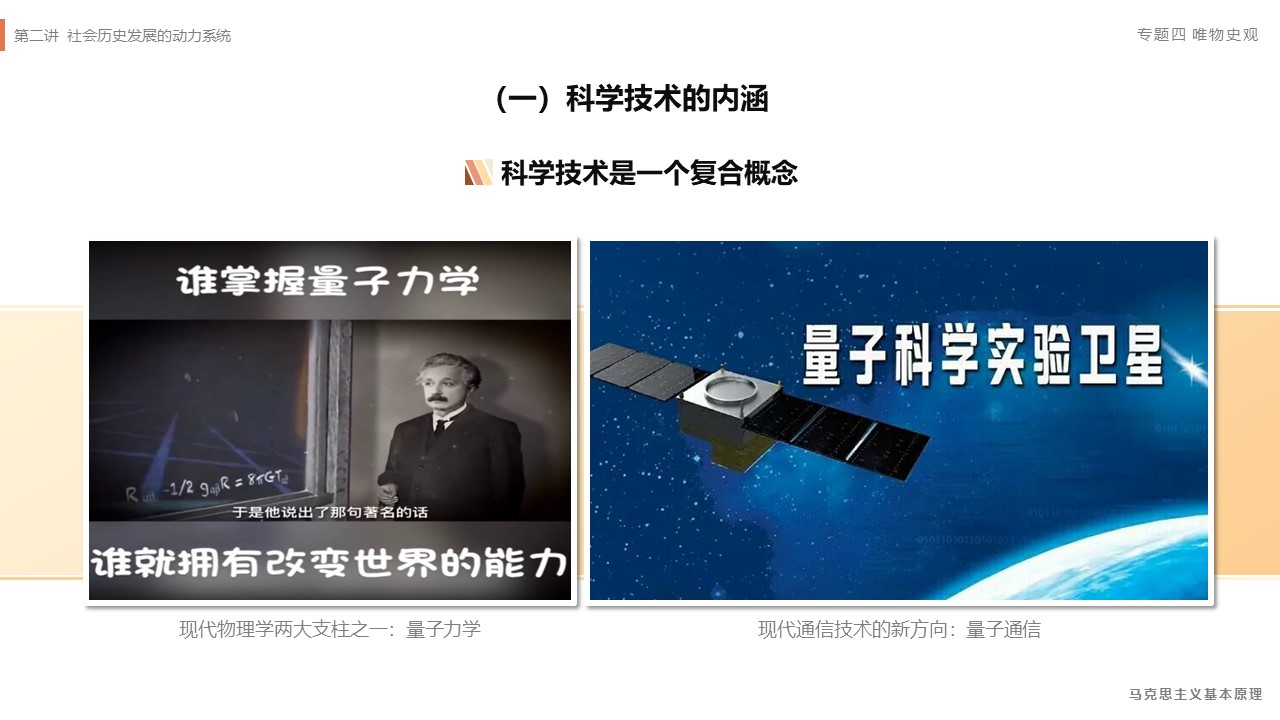 第二讲 社会历史发展的动力系统
专题四 唯物史观
（一）科学技术的内涵
科学技术是一个复合概念
谁掌握量子力学
R αβ -1/2 gαβR = 8πGT
于是他说出了那句著名的话
谁就拥有改变世界的能力
量子科学实验卫星
现代物理学两大支柱之一：量子力学
现代通信技术的新方向：量子通信
马克思主义基本原理